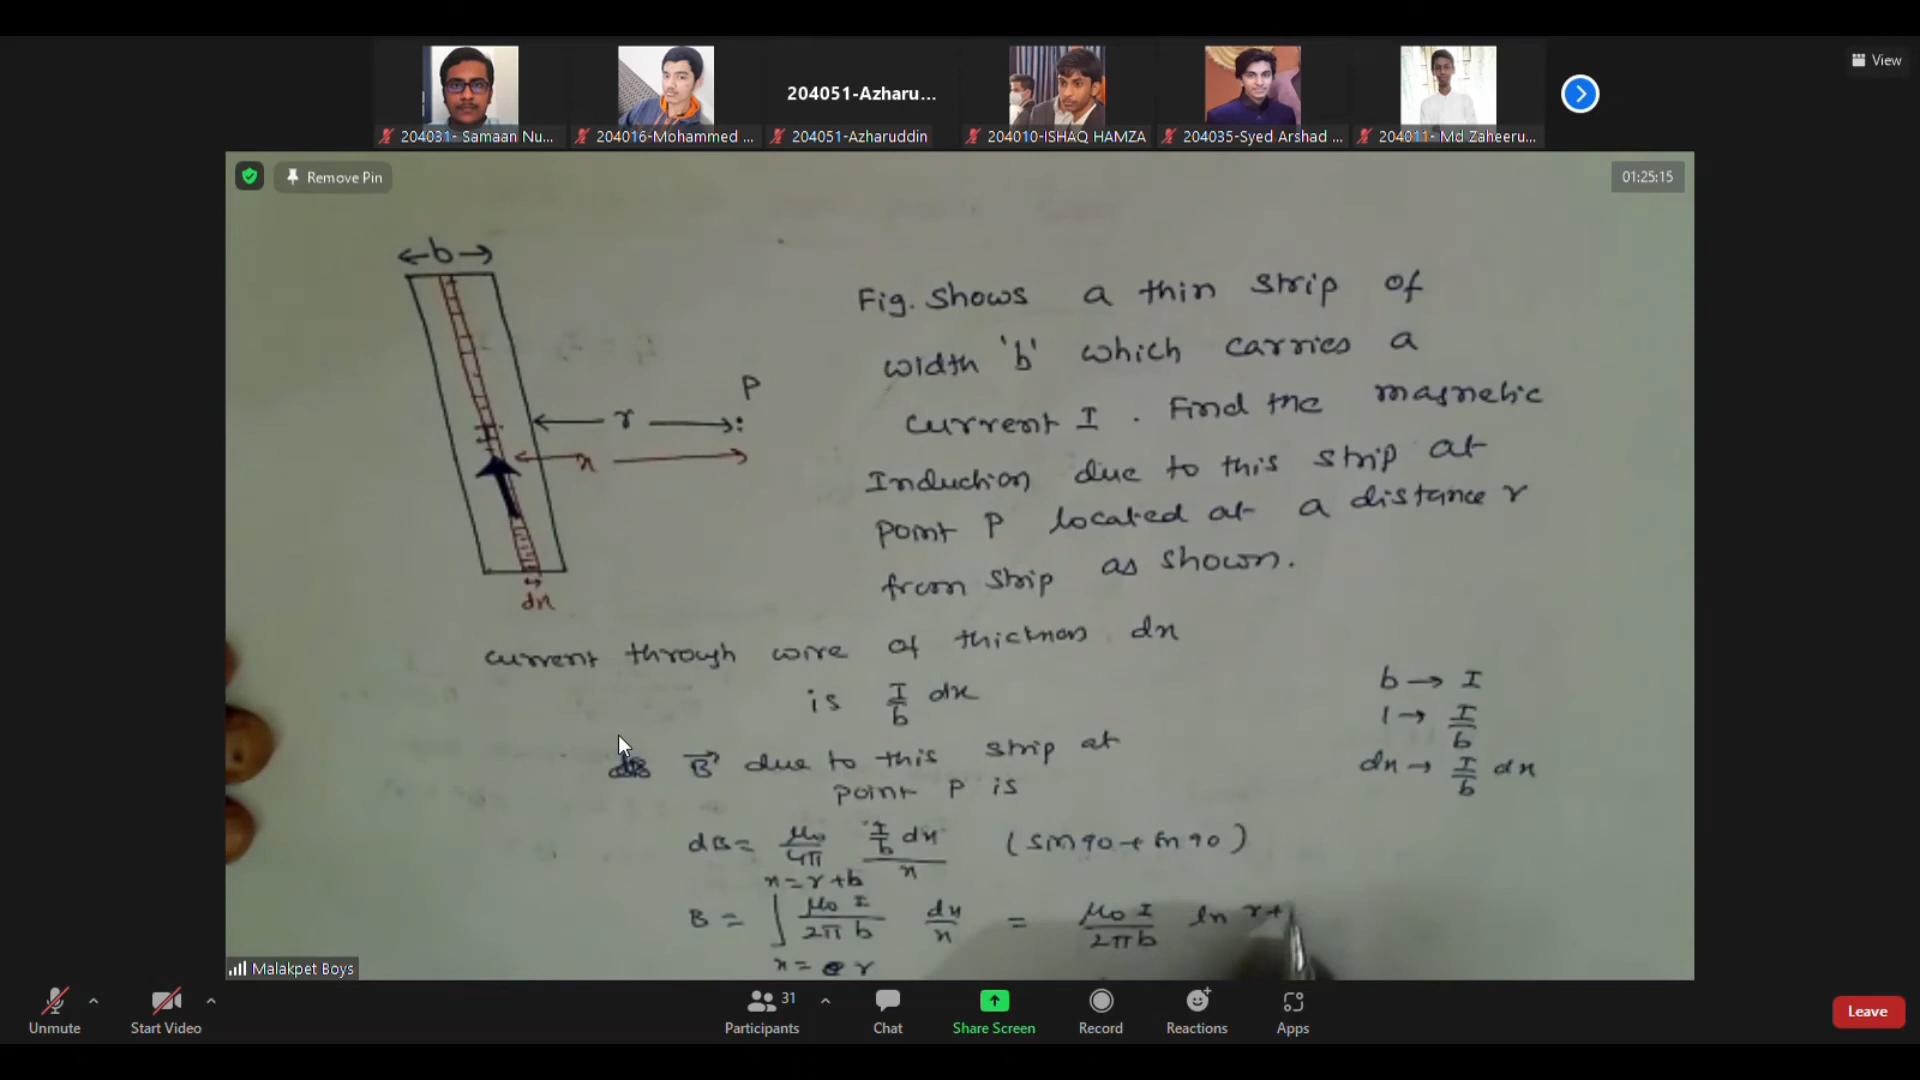 View
204051-Azharu...
204031- Samaan Nu...
204016-Mohammed ...
204051-Azharuddin
204010-ISHAQ HAMZA
204035-Syed Arshad ...
204011- Md Zaheeru...
Remove Pin
01:25:15
b
P
r
x
dx
Fig. Shows a thin strip of
width 'b' which carries a
current I . Find the magnetic
Induction due to this strip at
point P located at a distance r
from strip as shown.
current through wire of thickness dx
is I/b dx
b → I
1 → I/b
dx → I/b dx
B⃗ due to this strip at
point P is
dB = μ₀/4π (I/b dx)/x (sin 90 + sin 90)
x = r + b
B = ∫ μ₀ I/2π b dx/x = μ₀ I/2π b ln r+
x = r
Malakpet Boys
Unmute
Start Video
31
Participants
Chat
Share Screen
Record
Reactions
Apps
Leave